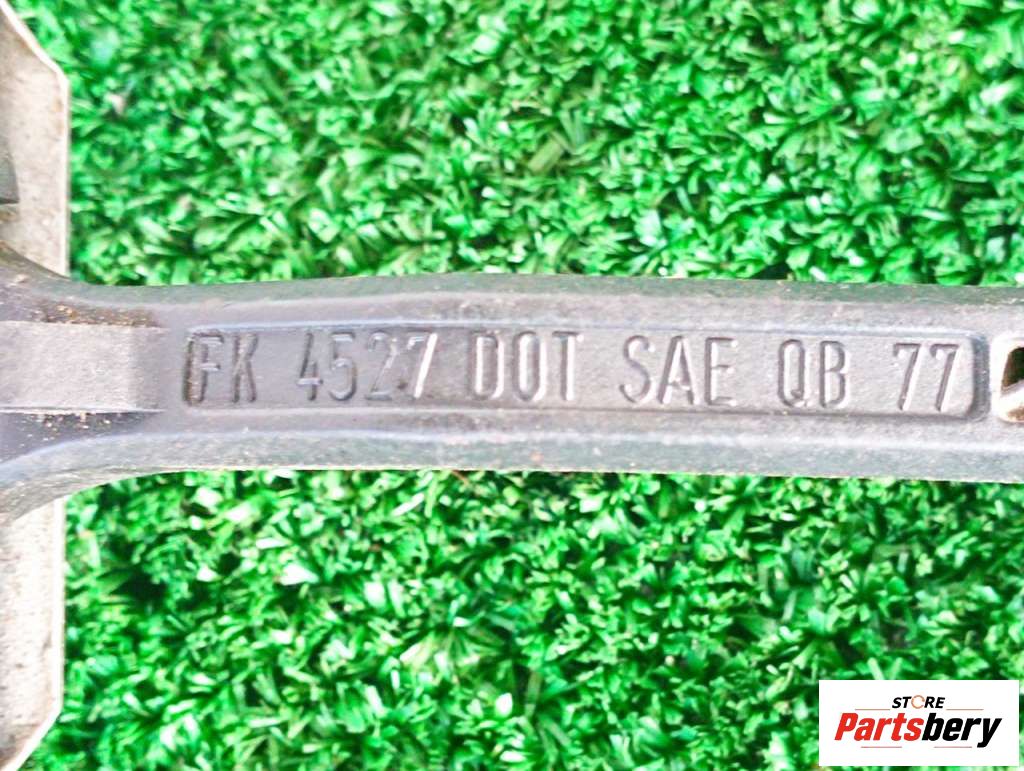 FK 4527 DOT SAE QB 77
STORE
Partsbery